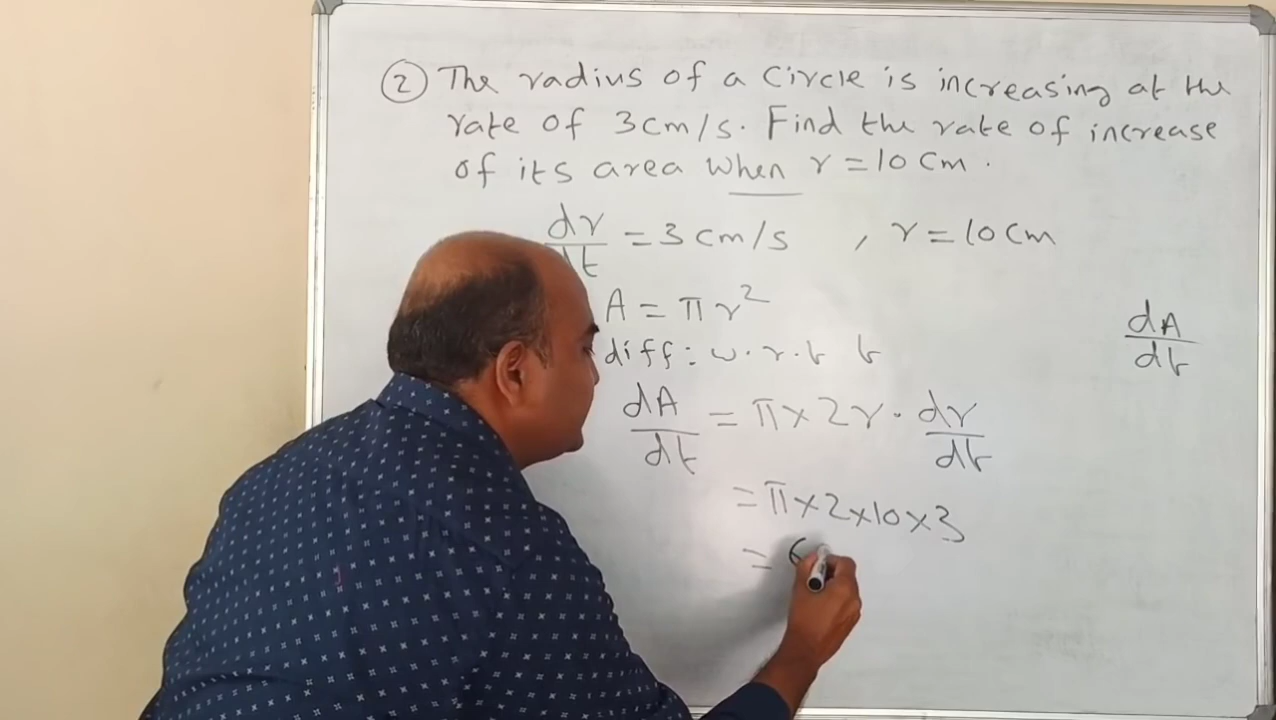 ② The radius of a Circle is increasing at the
rate of 3cm/s. Find the rate of increase
of its area when r = 10 cm.
dr/dt = 3 cm/s , r = 10 cm
A = πr²
diff: w.r.t t
dA/dt
dA/dt = π × 2r · dr/dt
= π×2×10×3
= 6